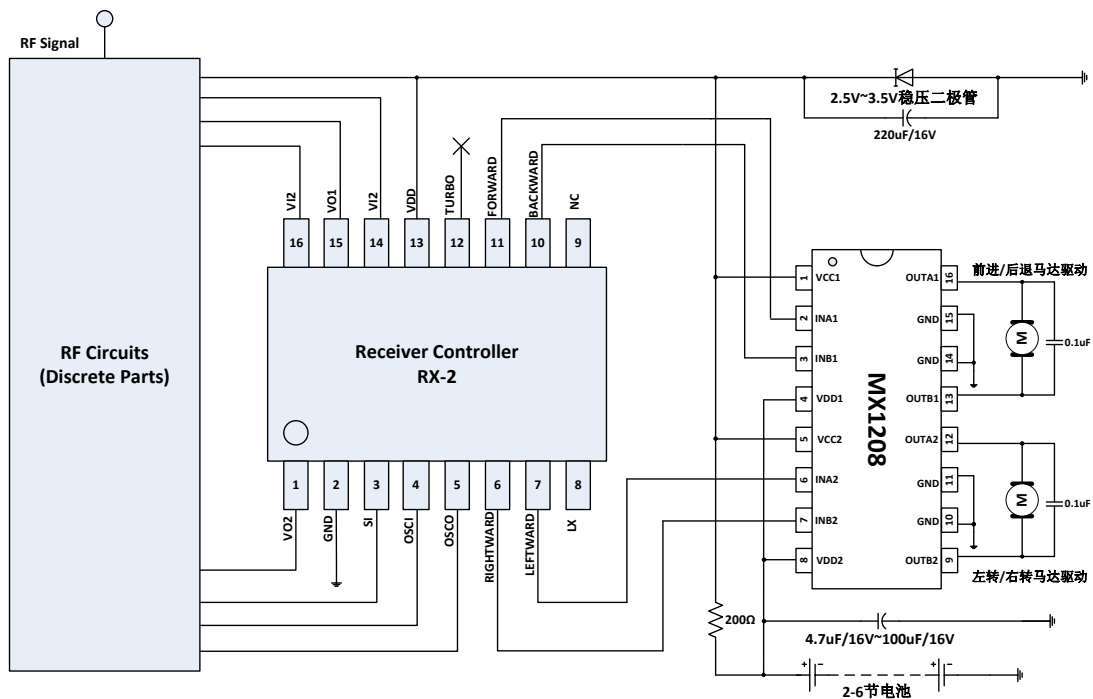 RF Signal
2.5V~3.5V稳压二极管
220uF/16V
VI2
VO1
VI2
VDD
TURBO
FORWARD
BACKWARD
NC
16
15
14
13
12
11
10
9
RF Circuits
(Discrete Parts)
Receiver Controller
RX-2
1
2
3
4
5
6
7
8
VO2
GND
SI
OSCI
OSCO
RIGHTWARD
LEFTWARD
LX
MX1208
1 VCC1
2 INA1
3 INB1
4 VDD1
5 VCC2
6 INA2
7 INB2
8 VDD2
OUTA1 16
GND 15
GND 14
OUTB1 13
OUTA2 12
GND 11
GND 10
OUTB2 9
前进/后退马达驱动
M
0.1uF
M
0.1uF
左转/右转马达驱动
200Ω
4.7uF/16V~100uF/16V
+ -
+ -
2-6节电池